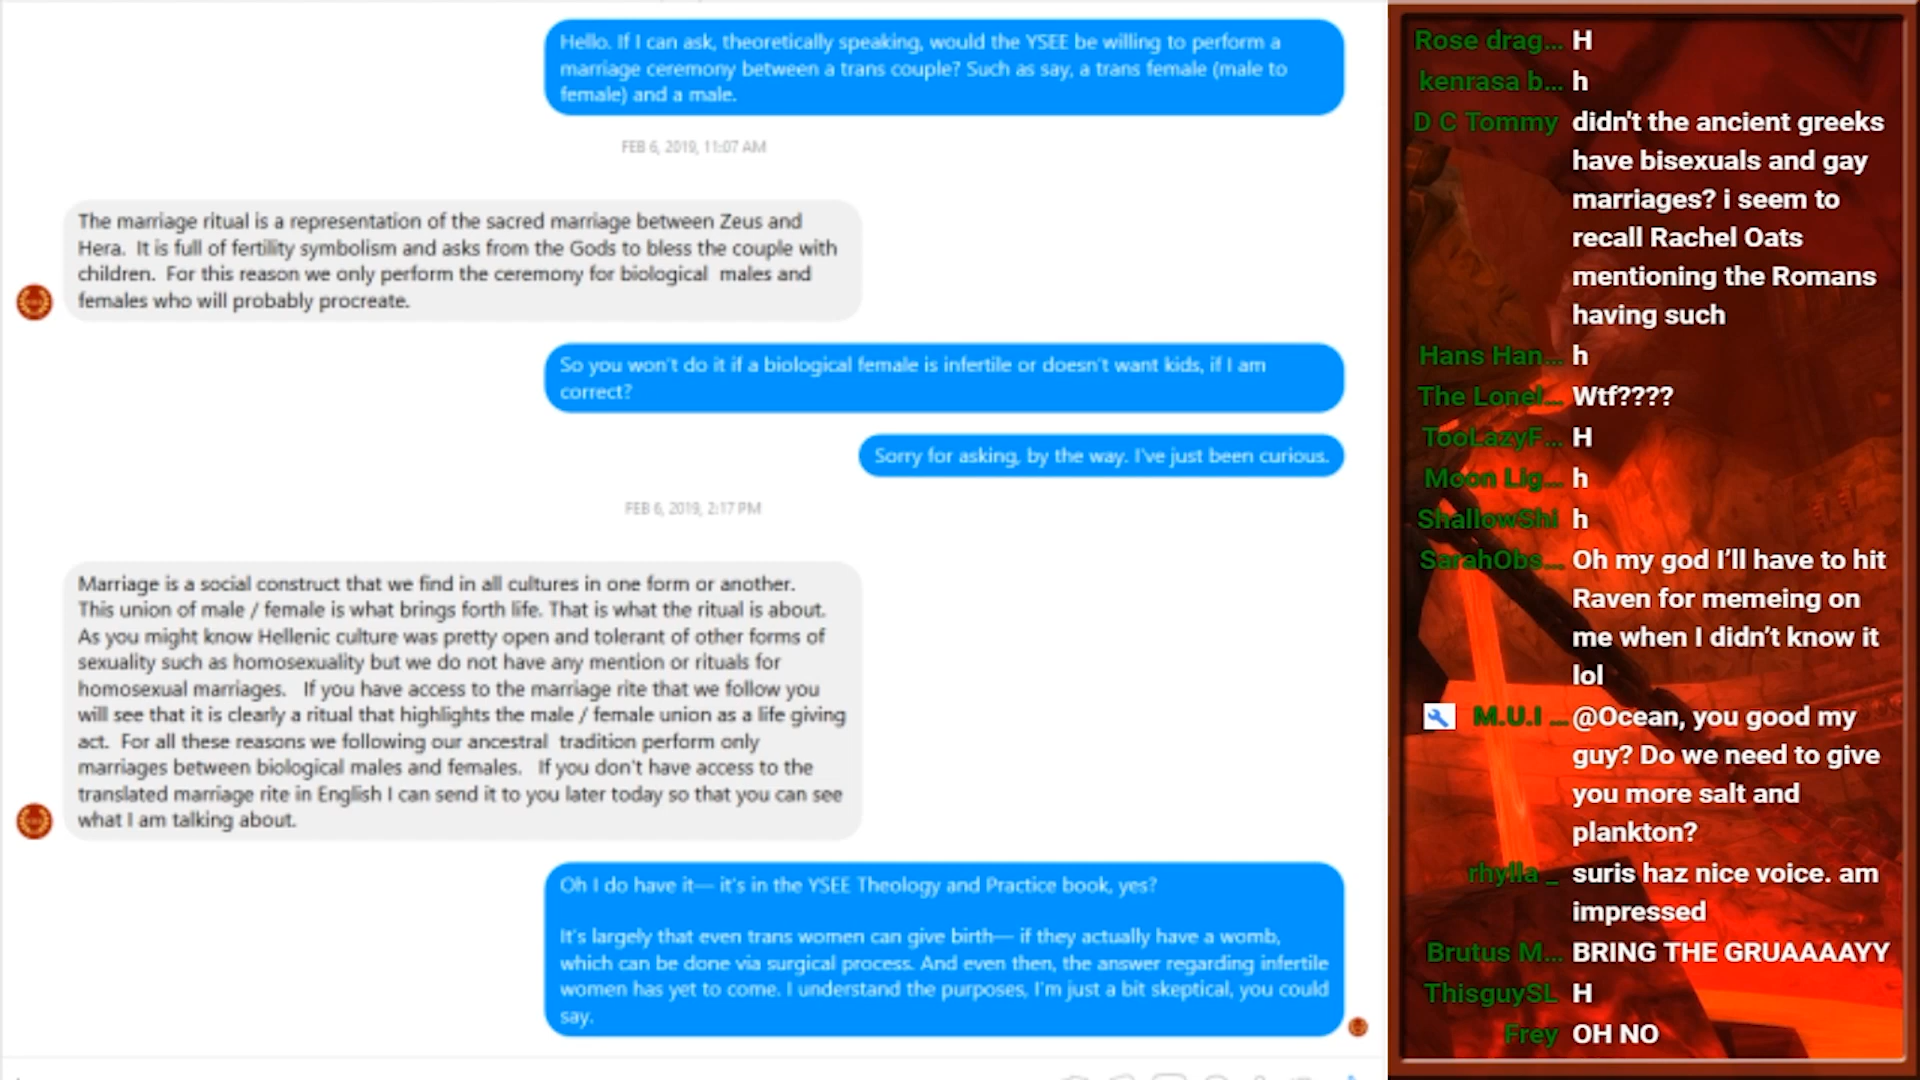 Hello. If I can ask, theoretically speaking, would the YSEE be willing to perform a
marriage ceremony between a trans couple? Such as say, a trans female (male to
female) and a male.
FEB 6, 2019, 11:07 AM
The marriage ritual is a representation of the sacred marriage between Zeus and
Hera.  It is full of fertility symbolism and asks from the Gods to bless the couple with
children.  For this reason we only perform the ceremony for biological  males and
females who will probably procreate.
So you won't do it if a biological female is infertile or doesn't want kids, if I am
correct?
Sorry for asking, by the way. I've just been curious.
FEB 6, 2019, 2:17 PM
Marriage is a social construct that we find in all cultures in one form or another.
This union of male / female is what brings forth life. That is what the ritual is about.
As you might know Hellenic culture was pretty open and tolerant of other forms of
sexuality such as homosexuality but we do not have any mention or rituals for
homosexual marriages.   If you have access to the marriage rite that we follow you
will see that it is clearly a ritual that highlights the male / female union as a life giving
act.  For all these reasons we following our ancestral  tradition perform only
marriages between biological males and females.   If you don't have access to the
translated marriage rite in English I can send it to you later today so that you can see
what I am talking about.
Oh I do have it— it's in the YSEE Theology and Practice book, yes?
It's largely that even trans women can give birth— if they actually have a womb,
which can be done via surgical process. And even then, the answer regarding infertile
women has yet to come. I understand the purposes, I'm just a bit skeptical, you could
say.
Rose drag... H
kenrasa b... h
D C Tommy didn't the ancient greeks
have bisexuals and gay
marriages? i seem to
recall Rachel Oats
mentioning the Romans
having such
Hans Han... h
The Lonel... Wtf????
TooLazyF... H
Moon Lig... h
ShallowShi h
SarahObs... Oh my god I’ll have to hit
Raven for memeing on
me when I didn’t know it
lol
M.U.I ... @Ocean, you good my
guy? Do we need to give
you more salt and
plankton?
rhylla _ suris haz nice voice. am
impressed
Brutus M... BRING THE GRUAAAAYY
ThisguySL H
Frey OH NO